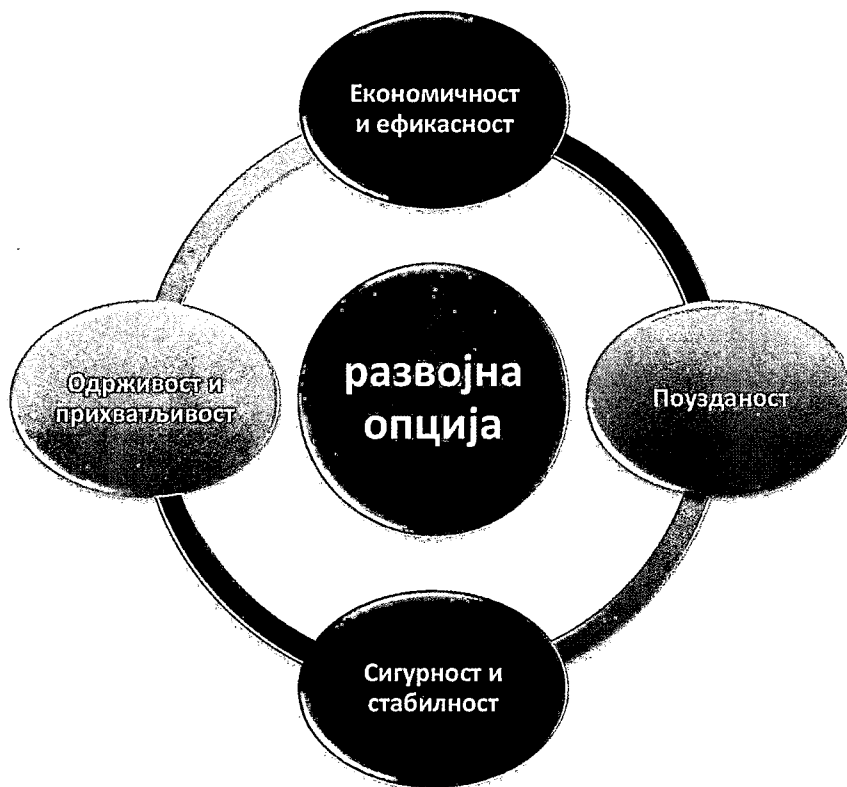 Економичност
и ефикасност
Одрживост и
прихватљивост
развојна
опција
Поузданост
Сигурност и
стабилност